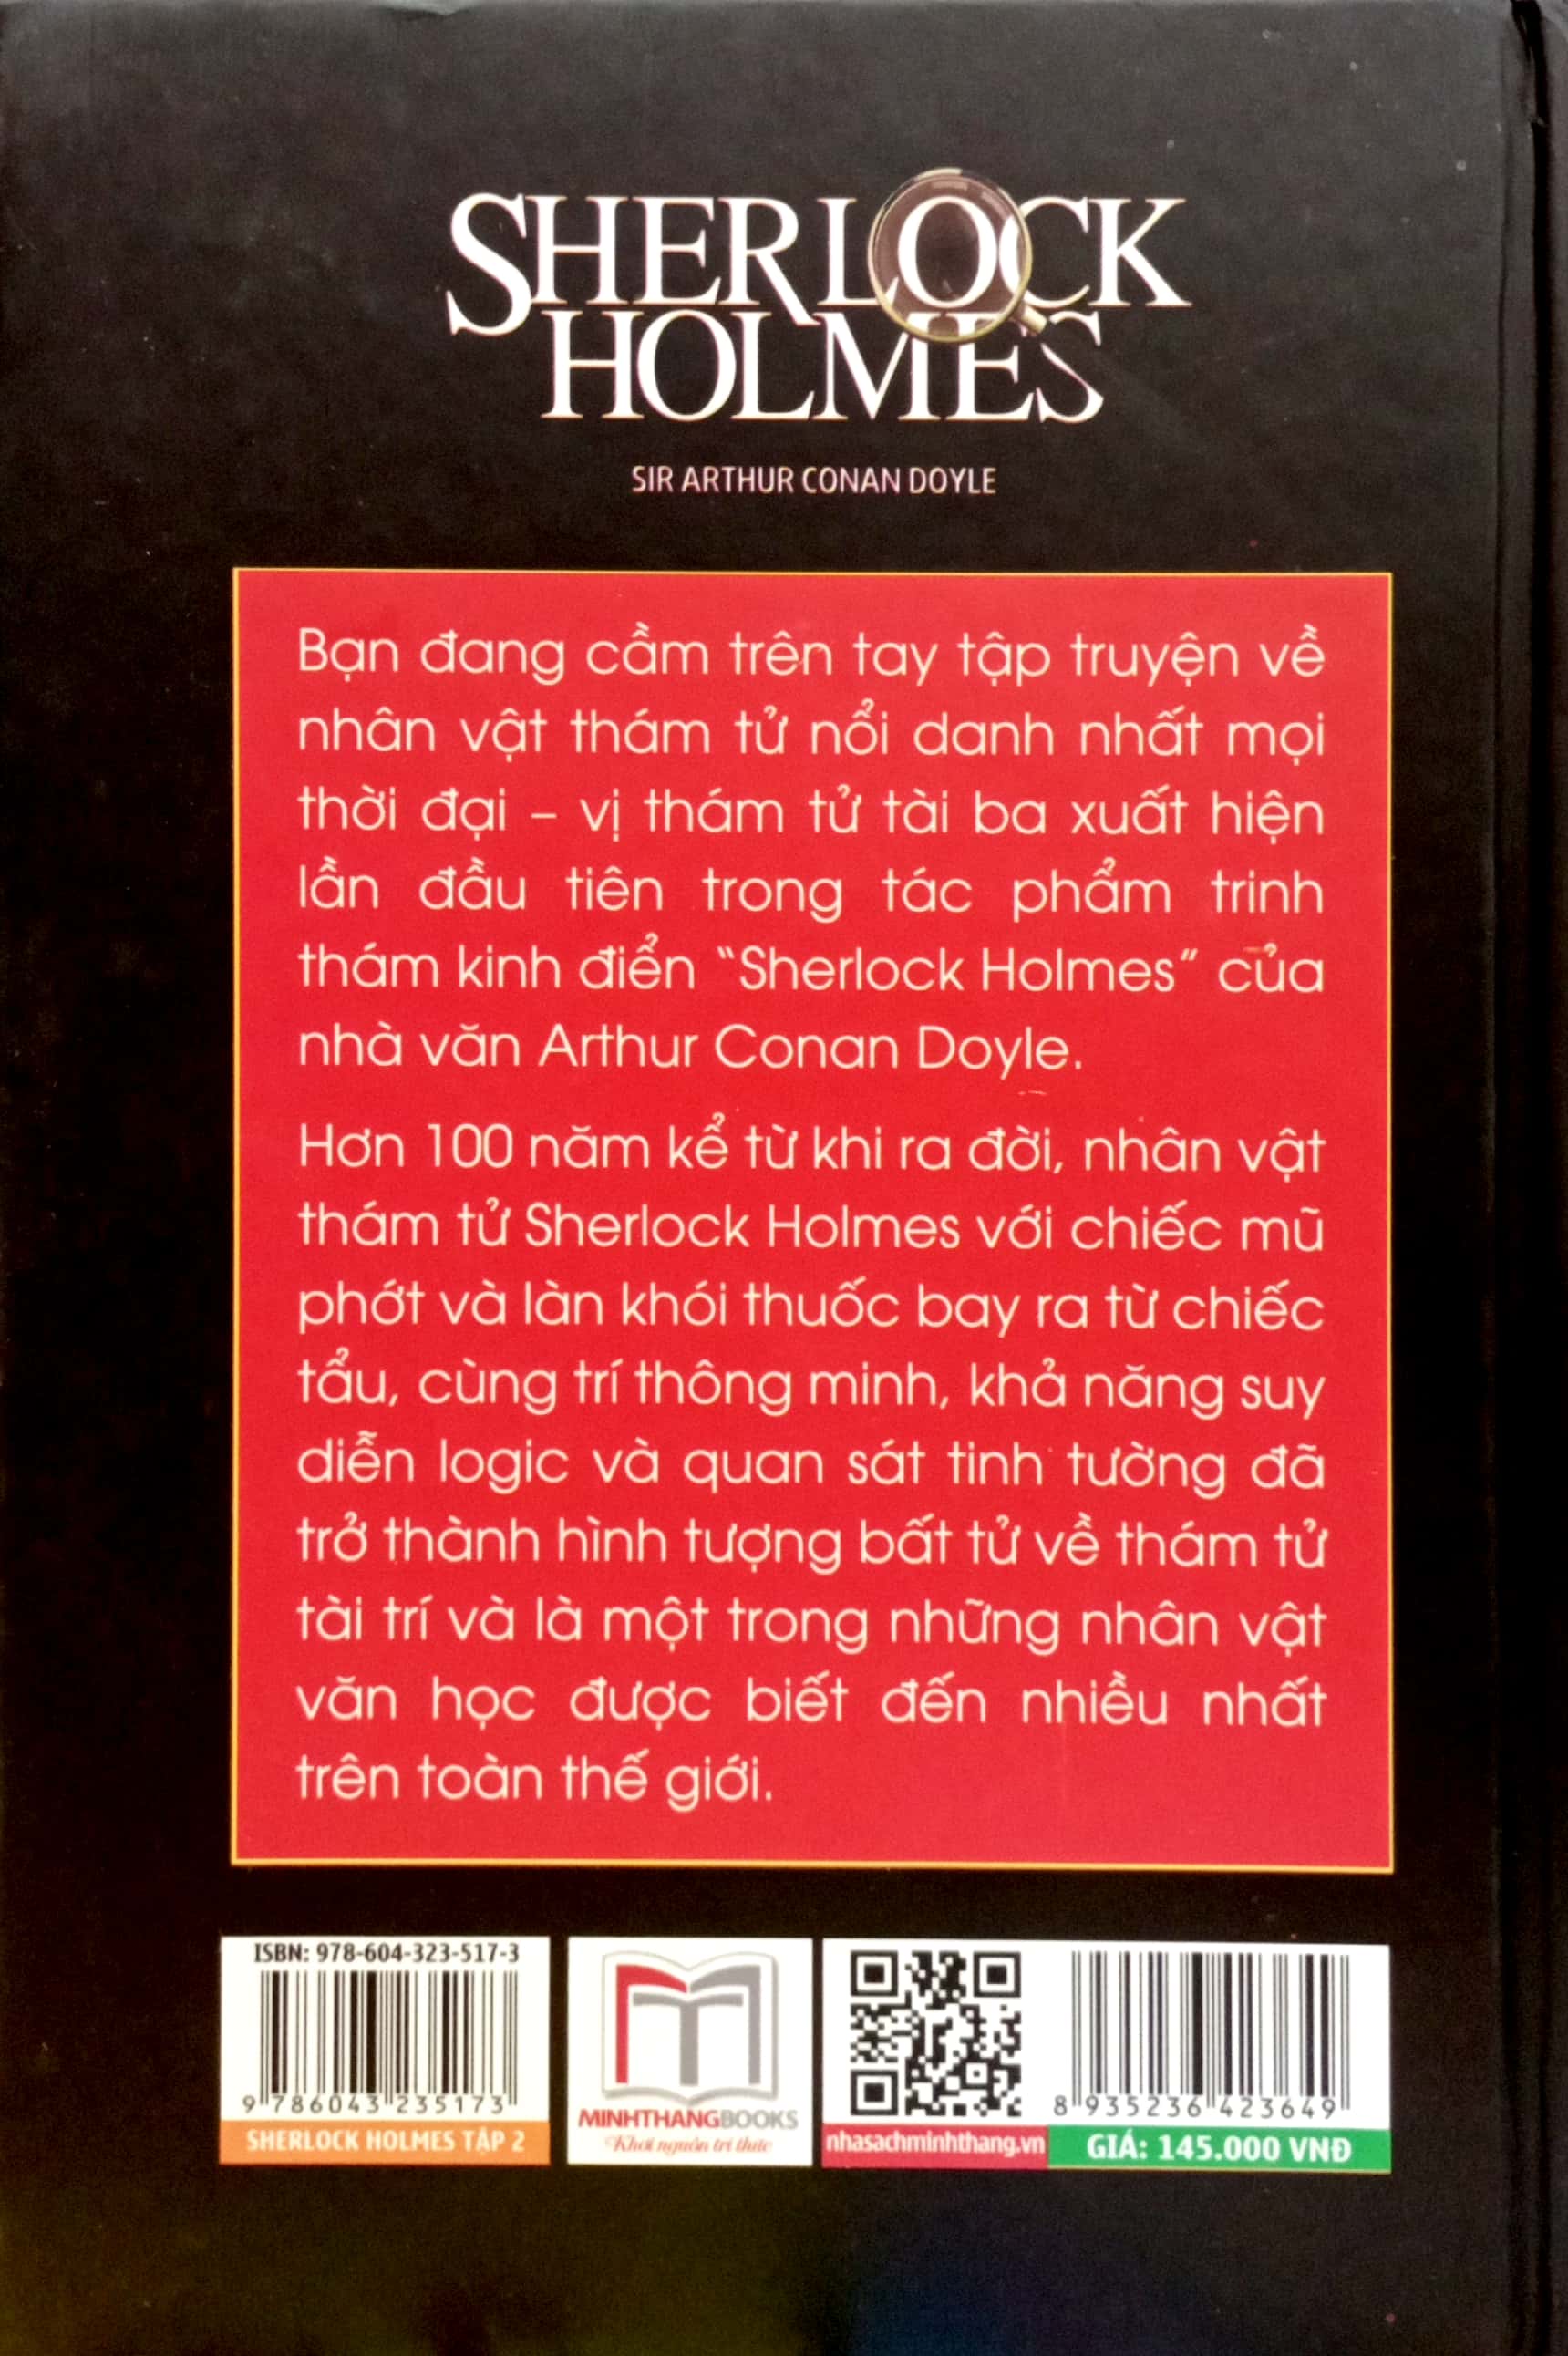 SHERLOCK
HOLMES
SIR ARTHUR CONAN DOYLE
Bạn đang cầm trên tay tập truyện về
nhân vật thám tử nổi danh nhất mọi
thời đại – vị thám tử tài ba xuất hiện
lần đầu tiên trong tác phẩm trinh
thám kinh điển “Sherlock Holmes” của
nhà văn Arthur Conan Doyle.
Hơn 100 năm kể từ khi ra đời, nhân vật
thám tử Sherlock Holmes với chiếc mũ
phớt và làn khói thuốc bay ra từ chiếc
tẩu, cùng trí thông minh, khả năng suy
diễn logic và quan sát tinh tường đã
trở thành hình tượng bất tử về thám tử
tài trí và là một trong những nhân vật
văn học được biết đến nhiều nhất
trên toàn thế giới.
ISBN: 978-604-323-517-3
9 786043 235173
SHERLOCK HOLMES TẬP 2
MINHTHANGBOOKS
Khơi nguồn tri thức
nhasachminhthang.vn
8 935236 423649
GIÁ: 145.000 VNĐ